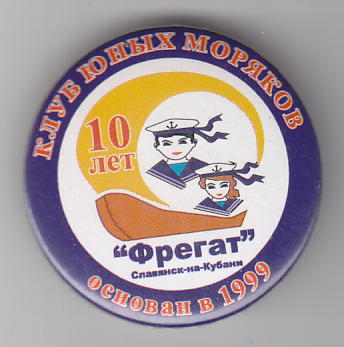 КЛУБ ЮНЫХ МОРЯКОВ
10
лет
“Фрегат”
Славянск-на-Кубани
основан в 1999